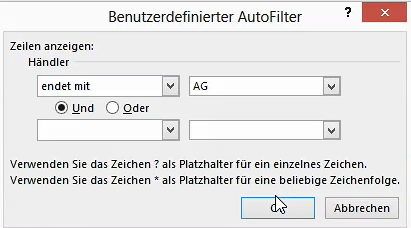 Benutzerdefinierter AutoFilter
Zeilen anzeigen:
Händler
endet mit AG
Und Oder
Verwenden Sie das Zeichen ? als Platzhalter für ein einzelnes Zeichen.
Verwenden Sie das Zeichen * als Platzhalter für eine beliebige Zeichenfolge.
Abbrechen